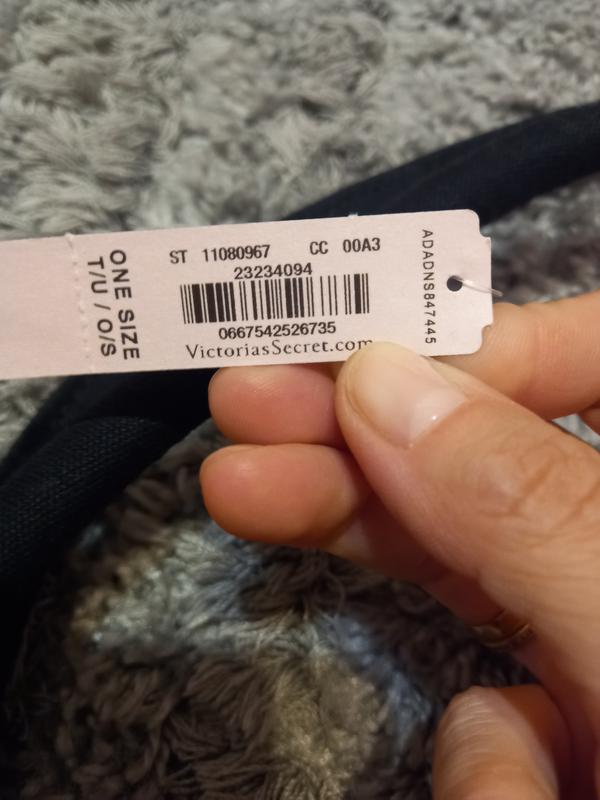 ONE SIZE
T/U / O/S
ST 11080967 CC 00A3
23234094
0667542526735
VictoriasSecret.com
ADADNS847445